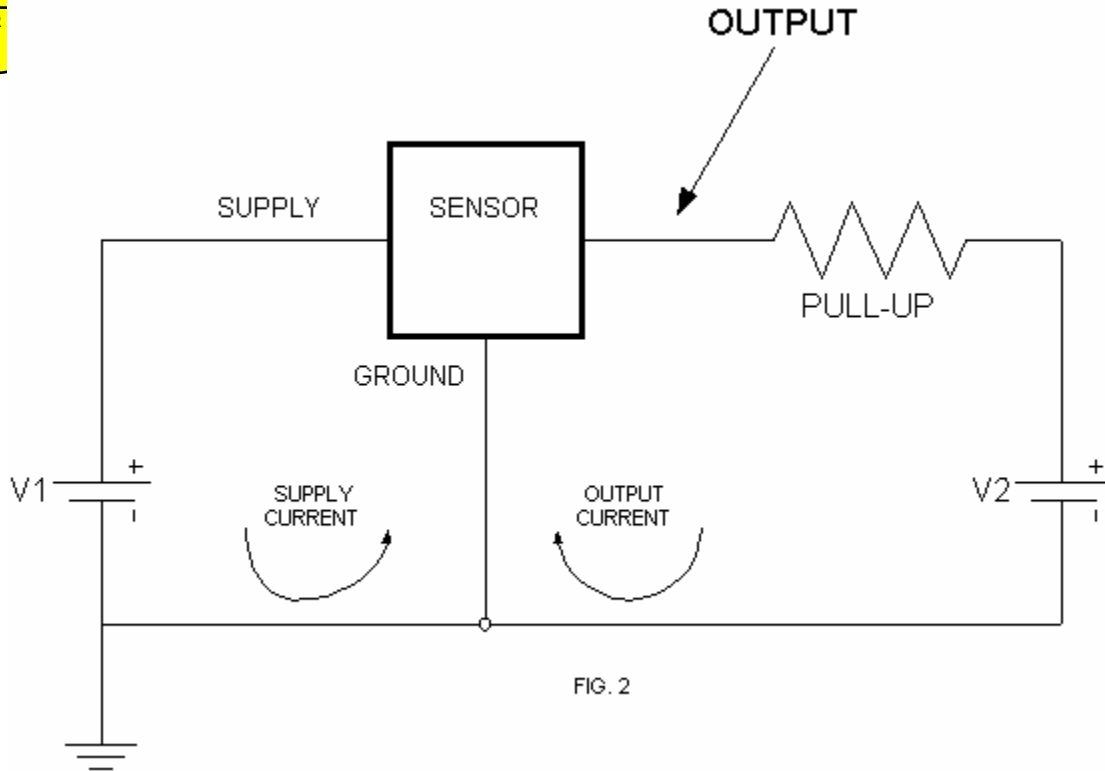 OUTPUT
SUPPLY
SENSOR
PULL-UP
GROUND
V1
+
-
SUPPLY
CURRENT
OUTPUT
CURRENT
V2
+
-
FIG. 2